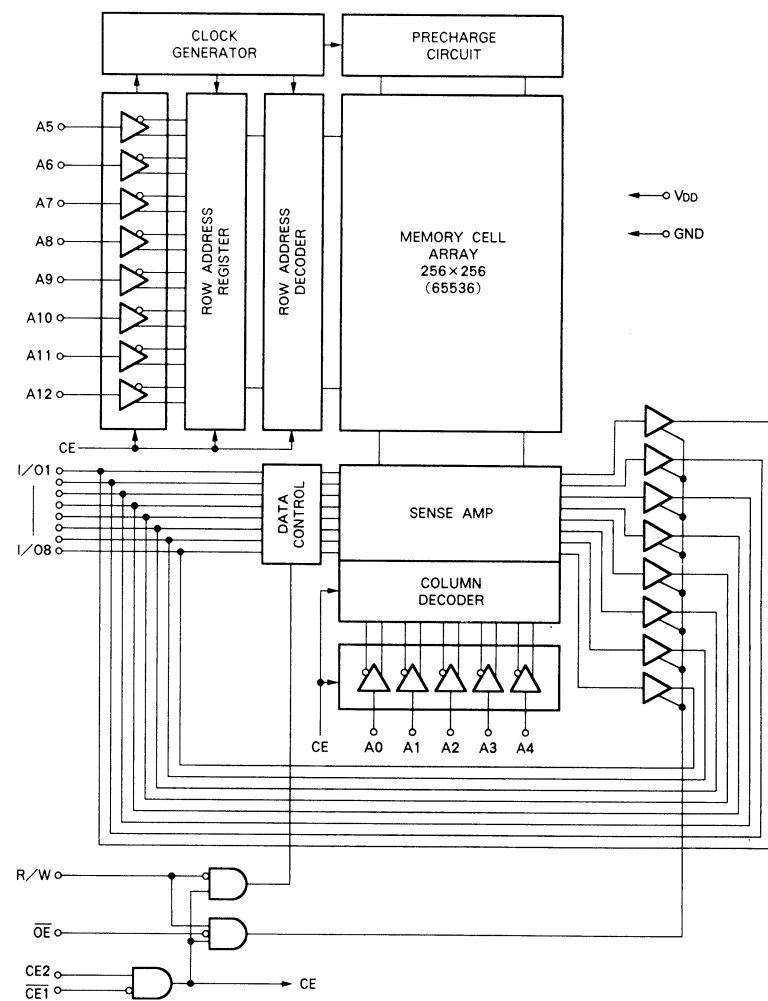 CLOCK
GENERATOR
PRECHARGE
CIRCUIT
A5
A6
A7
A8
A9
A10
A11
A12
ROW ADDRESS
REGISTER
ROW ADDRESS
DECODER
MEMORY CELL
ARRAY
256×256
(65536)
VDD
GND
CE
I/O1
I/O8
DATA
CONTROL
SENSE AMP
COLUMN
DECODER
CE
A0
A1
A2
A3
A4
R/W
OE
CE2
CE1
CE